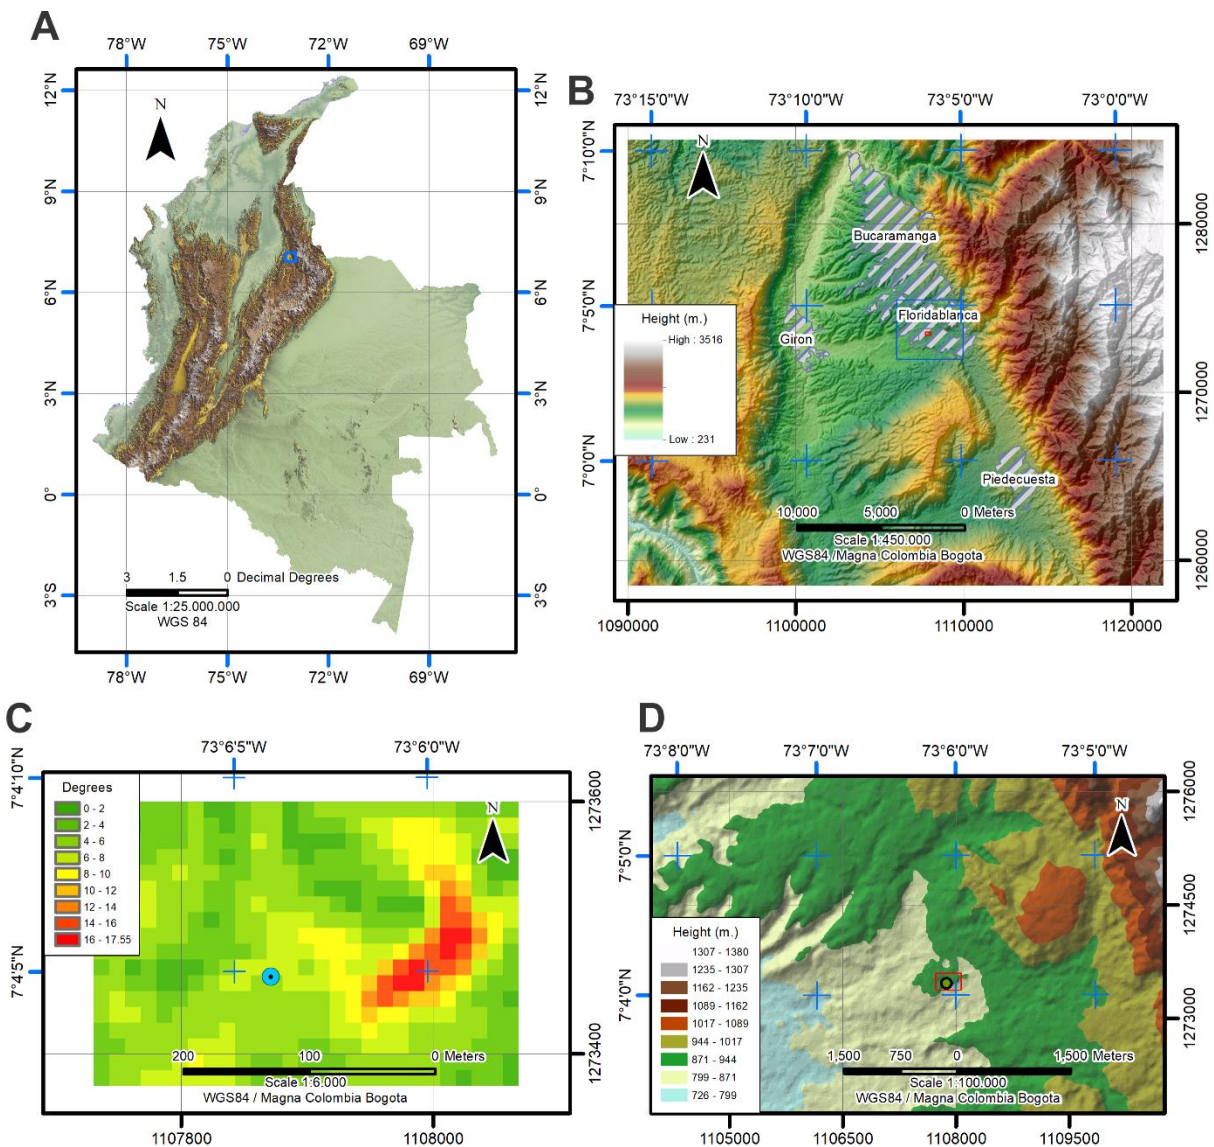 A
78°W 75°W 72°W 69°W
12°N
9°N
6°N
3°N
0°
3°S
12°N
9°N
6°N
3°N
0°
3°S
N
3 1.5 0 Decimal Degrees
Scale 1:25.000.000
WGS 84
78°W 75°W 72°W 69°W
B
73°15'0"W 73°10'0"W 73°5'0"W 73°0'0"W
7°10'0"N
7°5'0"N
7°0'0"N
1280000
1270000
1260000
N
Bucaramanga
Floridablanca
Giron
Piedecuesta
Height (m.)
High : 3516
Low : 231
10,000 5,000 0 Meters
Scale 1:450.000
WGS84 /Magna Colombia Bogota
1090000 1100000 1110000 1120000
C
73°6'5"W 73°6'0"W
7°4'10"N
7°4'5"N
1273600
1273400
N
Degrees
0 - 2
2 - 4
4 - 6
6 - 8
8 - 10
10 - 12
12 - 14
14 - 16
16 - 17.55
200 100 0 Meters
Scale 1:6.000
WGS84 / Magna Colombia Bogota
1107800 1108000
D
73°8'0"W 73°7'0"W 73°6'0"W 73°5'0"W
7°5'0"N
7°4'0"N
1276000
1274500
1273000
N
Height (m.)
1307 - 1380
1235 - 1307
1162 - 1235
1089 - 1162
1017 - 1089
944 - 1017
871 - 944
799 - 871
726 - 799
1,500 750 0 1,500 Meters
Scale 1:100.000
WGS84 / Magna Colombia Bogota
1105000 1106500 1108000 1109500